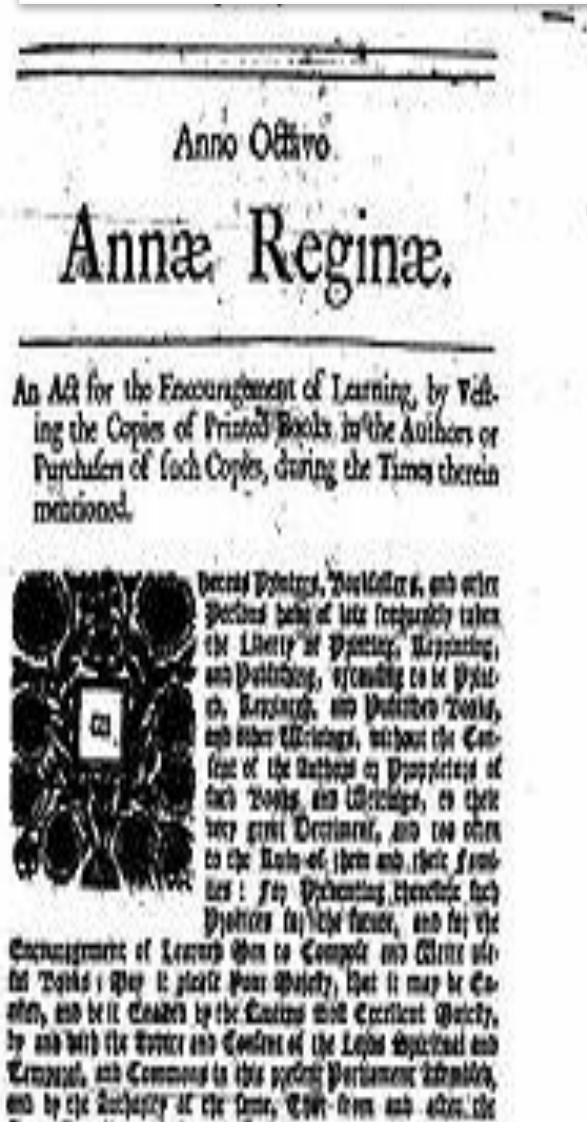 Anno Octavo
Annæ Reginæ.
An Act for the Encouragement of Learning, by Vest-
ing the Copies of Printed Books in the Authors or
Purchasers of such Copies, during the Times therein
mentioned.
Whereas Printers, Booksellers, and other
Persons have of late frequently taken
the Liberty of Printing, Reprinting,
and Publishing, or causing to be Print-
ed, Reprinted, and Published Books,
and other Writings, without the Con-
sent of the Authors or Proprietors of
such Books and Writings, to their
very great Detriment, and too often
to the Ruin of them and their Fami-
lies: For Preventing therefore such
Practices for the future, and for the
Encouragement of Learned Men to Compose and Write use-
ful Books; May it please Your Majesty, that it may be En-
acted, and be it Enacted by the Queens most Excellent Majesty,
by and with the Advice and Consent of the Lords Spiritual and
Temporal, and Commons in this present Parliament Assembled,
and by the Authority of the same, That from and after the